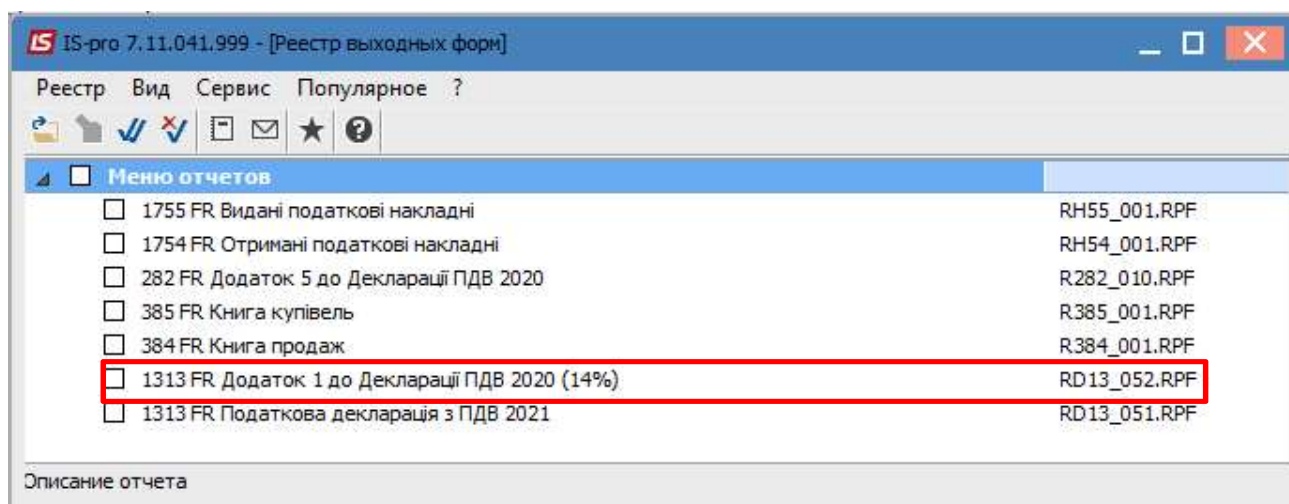 IS IS-pro 7.11.041.999 - [Реестр выходных форм]
Реестр Вид Сервис Популярное ?
Меню отчетов
1755 FR Видані податкові накладні RH55_001.RPF
1754 FR Отримані податкові накладні RH54_001.RPF
282 FR Додаток 5 до Декларації ПДВ 2020 R282_010.RPF
385 FR Книга купівель R385_001.RPF
384 FR Книга продаж R384_001.RPF
1313 FR Додаток 1 до Декларації ПДВ 2020 (14%) RD13_052.RPF
1313 FR Податкова декларація з ПДВ 2021 RD13_051.RPF
Описание отчета